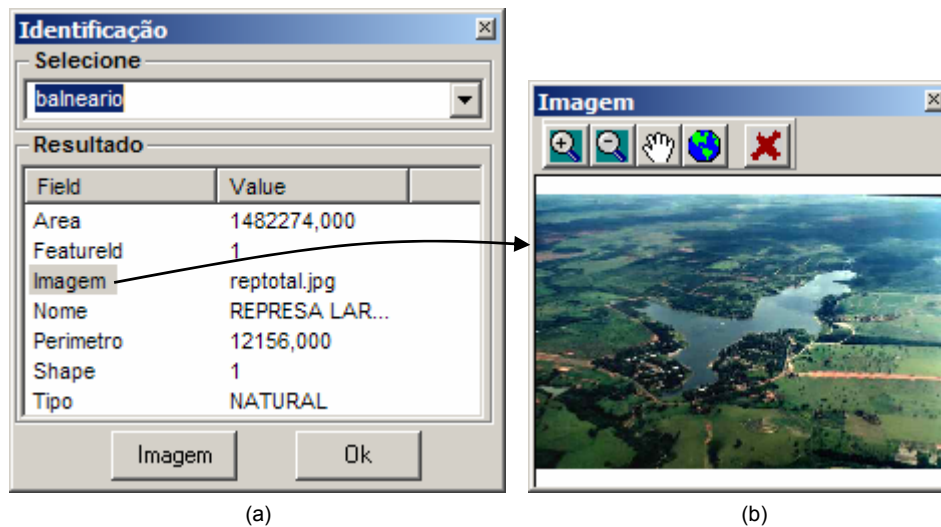 Identificação
Selecione
balneario
Resultado
Field Value
Area 1482274,000
FeatureId 1
Imagem reptotal.jpg
Nome REPRESA LAR...
Perimetro 12156,000
Shape 1
Tipo NATURAL
Imagem Ok
(a)
Imagem
(b)